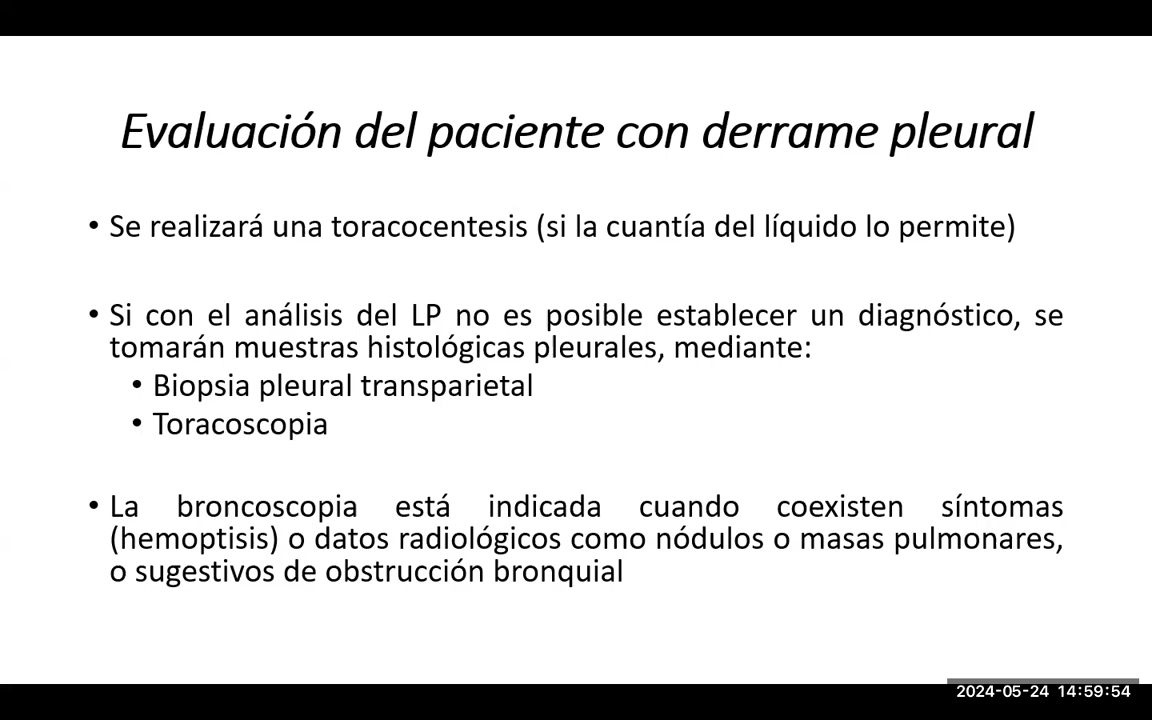 Evaluación del paciente con derrame pleural
• Se realizará una toracocentesis (si la cuantía del líquido lo permite)
• Si con el análisis del LP no es posible establecer un diagnóstico, se
tomarán muestras histológicas pleurales, mediante:
• Biopsia pleural transparietal
• Toracoscopia
• La broncoscopia está indicada cuando coexisten síntomas
(hemoptisis) o datos radiológicos como nódulos o masas pulmonares,
o sugestivos de obstrucción bronquial
2024-05-24 14:59:54